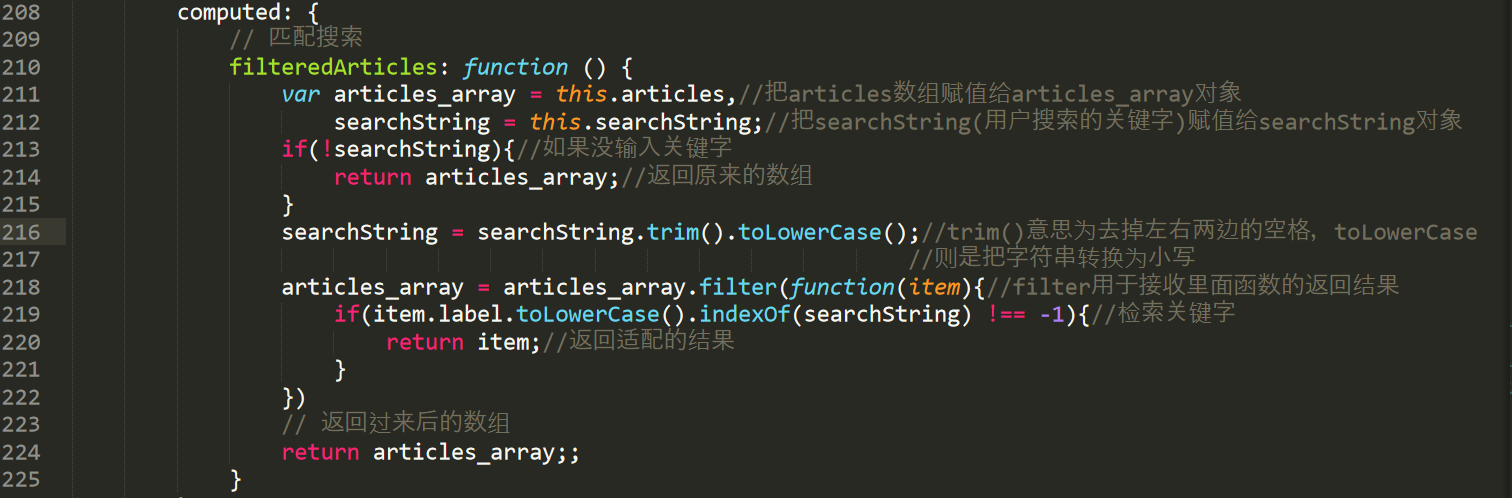 208 computed: {
209 // 匹配搜索
210 filteredArticles: function () {
211 var articles_array = this.articles,//把articles数组赋值给articles_array对象
212 searchString = this.searchString;//把searchString(用户搜索的关键字)赋值给searchString对象
213 if(!searchString){//如果没输入关键字
214 return articles_array;//返回原来的数组
215 }
216 searchString = searchString.trim().toLowerCase();//trim()意思为去掉左右两边的空格，toLowerCase
217 //则是把字符串转换为小写
218 articles_array = articles_array.filter(function(item){//filter用于接收里面函数的返回结果
219 if(item.label.toLowerCase().indexOf(searchString) !== -1){//检索关键字
220 return item;//返回适配的结果
221 }
222 })
223 // 返回过来后的数组
224 return articles_array;;
225 }